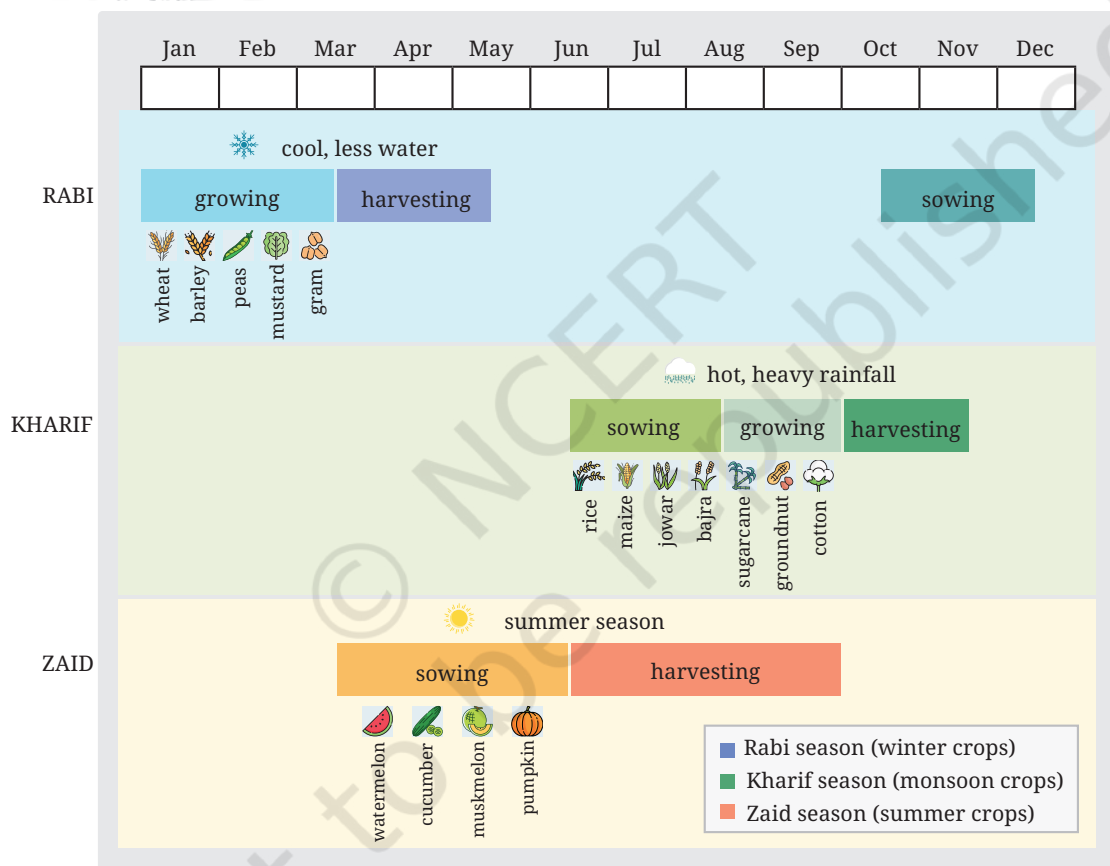 Jan Feb Mar Apr May Jun Jul Aug Sep Oct Nov Dec
cool, less water
RABI
growing harvesting sowing
wheat
barley
peas
mustard
gram
hot, heavy rainfall
KHARIF
sowing growing harvesting
rice
maize
jowar
bajra
sugarcane
groundnut
cotton
summer season
ZAID
sowing harvesting
watermelon
cucumber
muskmelon
pumpkin
Rabi season (winter crops)
Kharif season (monsoon crops)
Zaid season (summer crops)
© NCERT
t to be republished